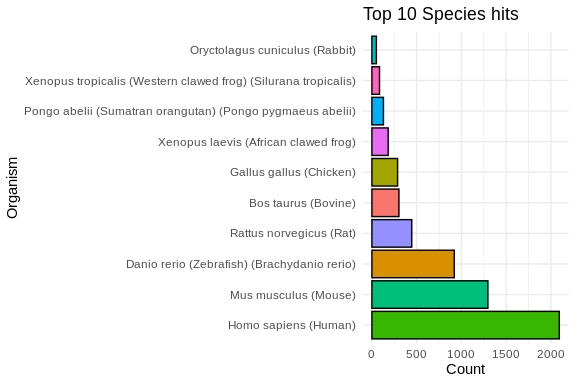 Top 10 Species hits
Oryctolagus cuniculus (Rabbit)
Xenopus tropicalis (Western clawed frog) (Silurana tropicalis)
Pongo abelii (Sumatran orangutan) (Pongo pygmaeus abelii)
Xenopus laevis (African clawed frog)
Gallus gallus (Chicken)
Bos taurus (Bovine)
Rattus norvegicus (Rat)
Danio rerio (Zebrafish) (Brachydanio rerio)
Mus musculus (Mouse)
Homo sapiens (Human)
Organism
0 500 1000 1500 2000
Count